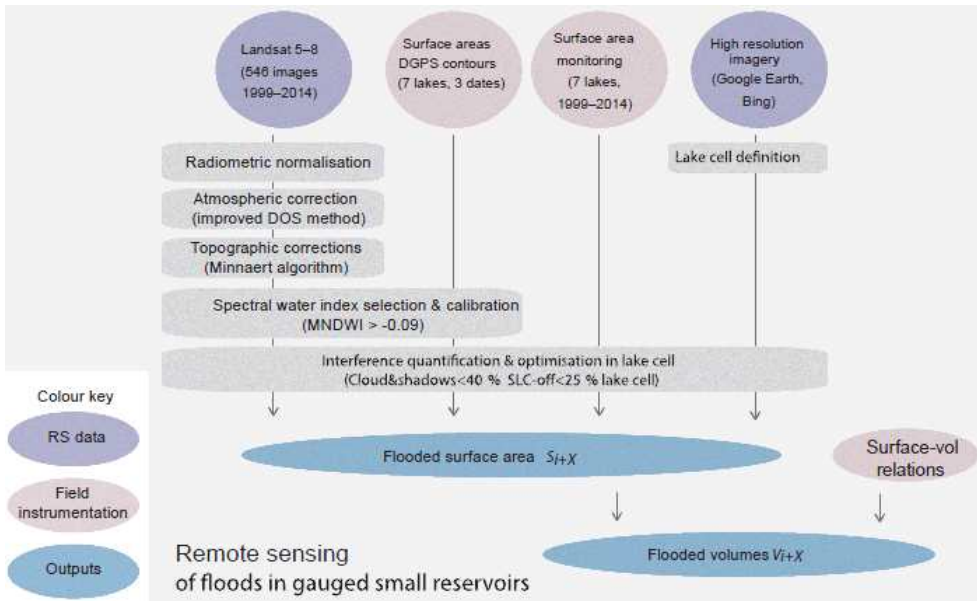 Landsat 5–8
(546 images
1999–2014)
Surface areas
DGPS contours
(7 lakes, 3 dates)
Surface area
monitoring
(7 lakes,
1999–2014)
High resolution
imagery
(Google Earth,
Bing)
Radiometric normalisation
Lake cell definition
Atmospheric correction
(improved DOS method)
Topographic corrections
(Minnaert algorithm)
Spectral water index selection & calibration
(MNDWI > -0.09)
Interference quantification & optimisation in lake cell
(Cloud&shadows<40 % SLC-off<25 % lake cell)
Colour key
RS data
Field
instrumentation
Outputs
Flooded surface area Si+X
Surface-vol
relations
Flooded volumes Vi+X
Remote sensing
of floods in gauged small reservoirs